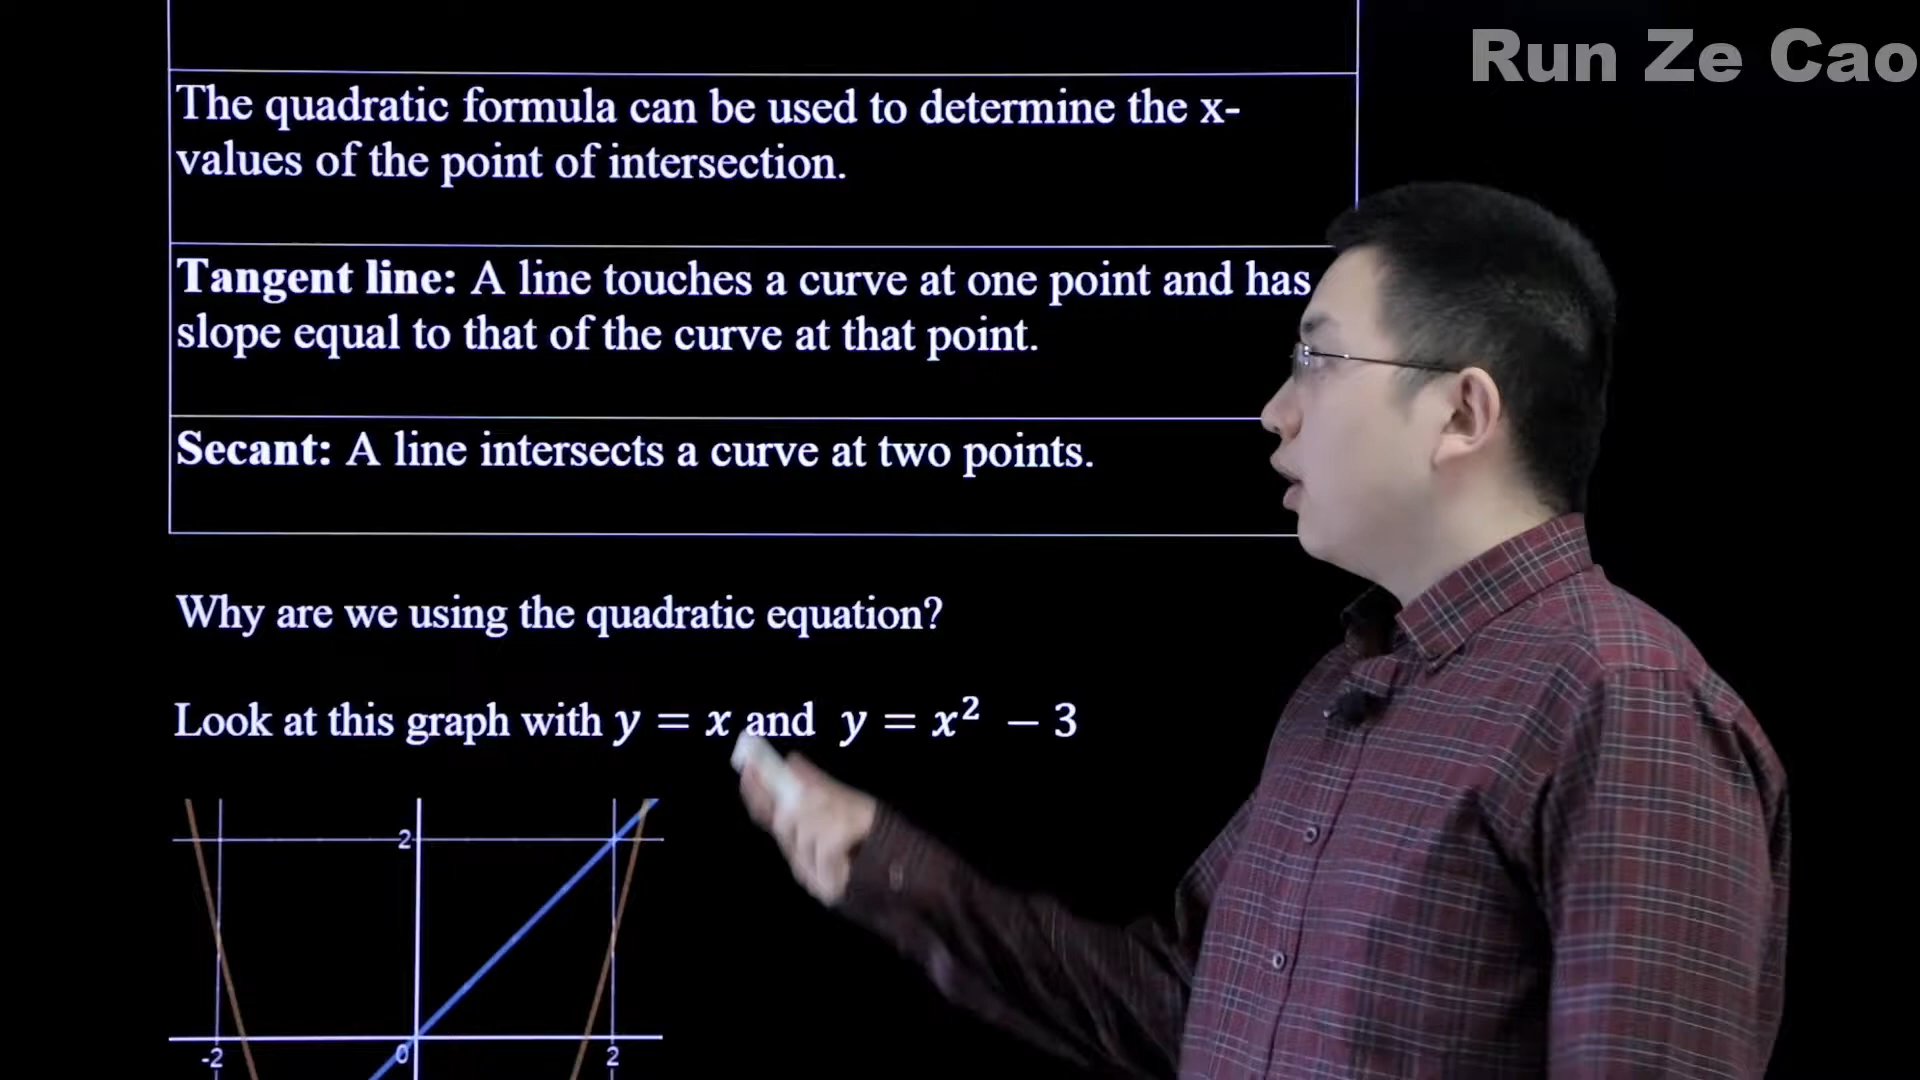 Run Ze Cao
The quadratic formula can be used to determine the x-
values of the point of intersection.
Tangent line: A line touches a curve at one point and has
slope equal to that of the curve at that point.
Secant: A line intersects a curve at two points.
Why are we using the quadratic equation?
Look at this graph with y = x and y = x² − 3
2
-2 0 2